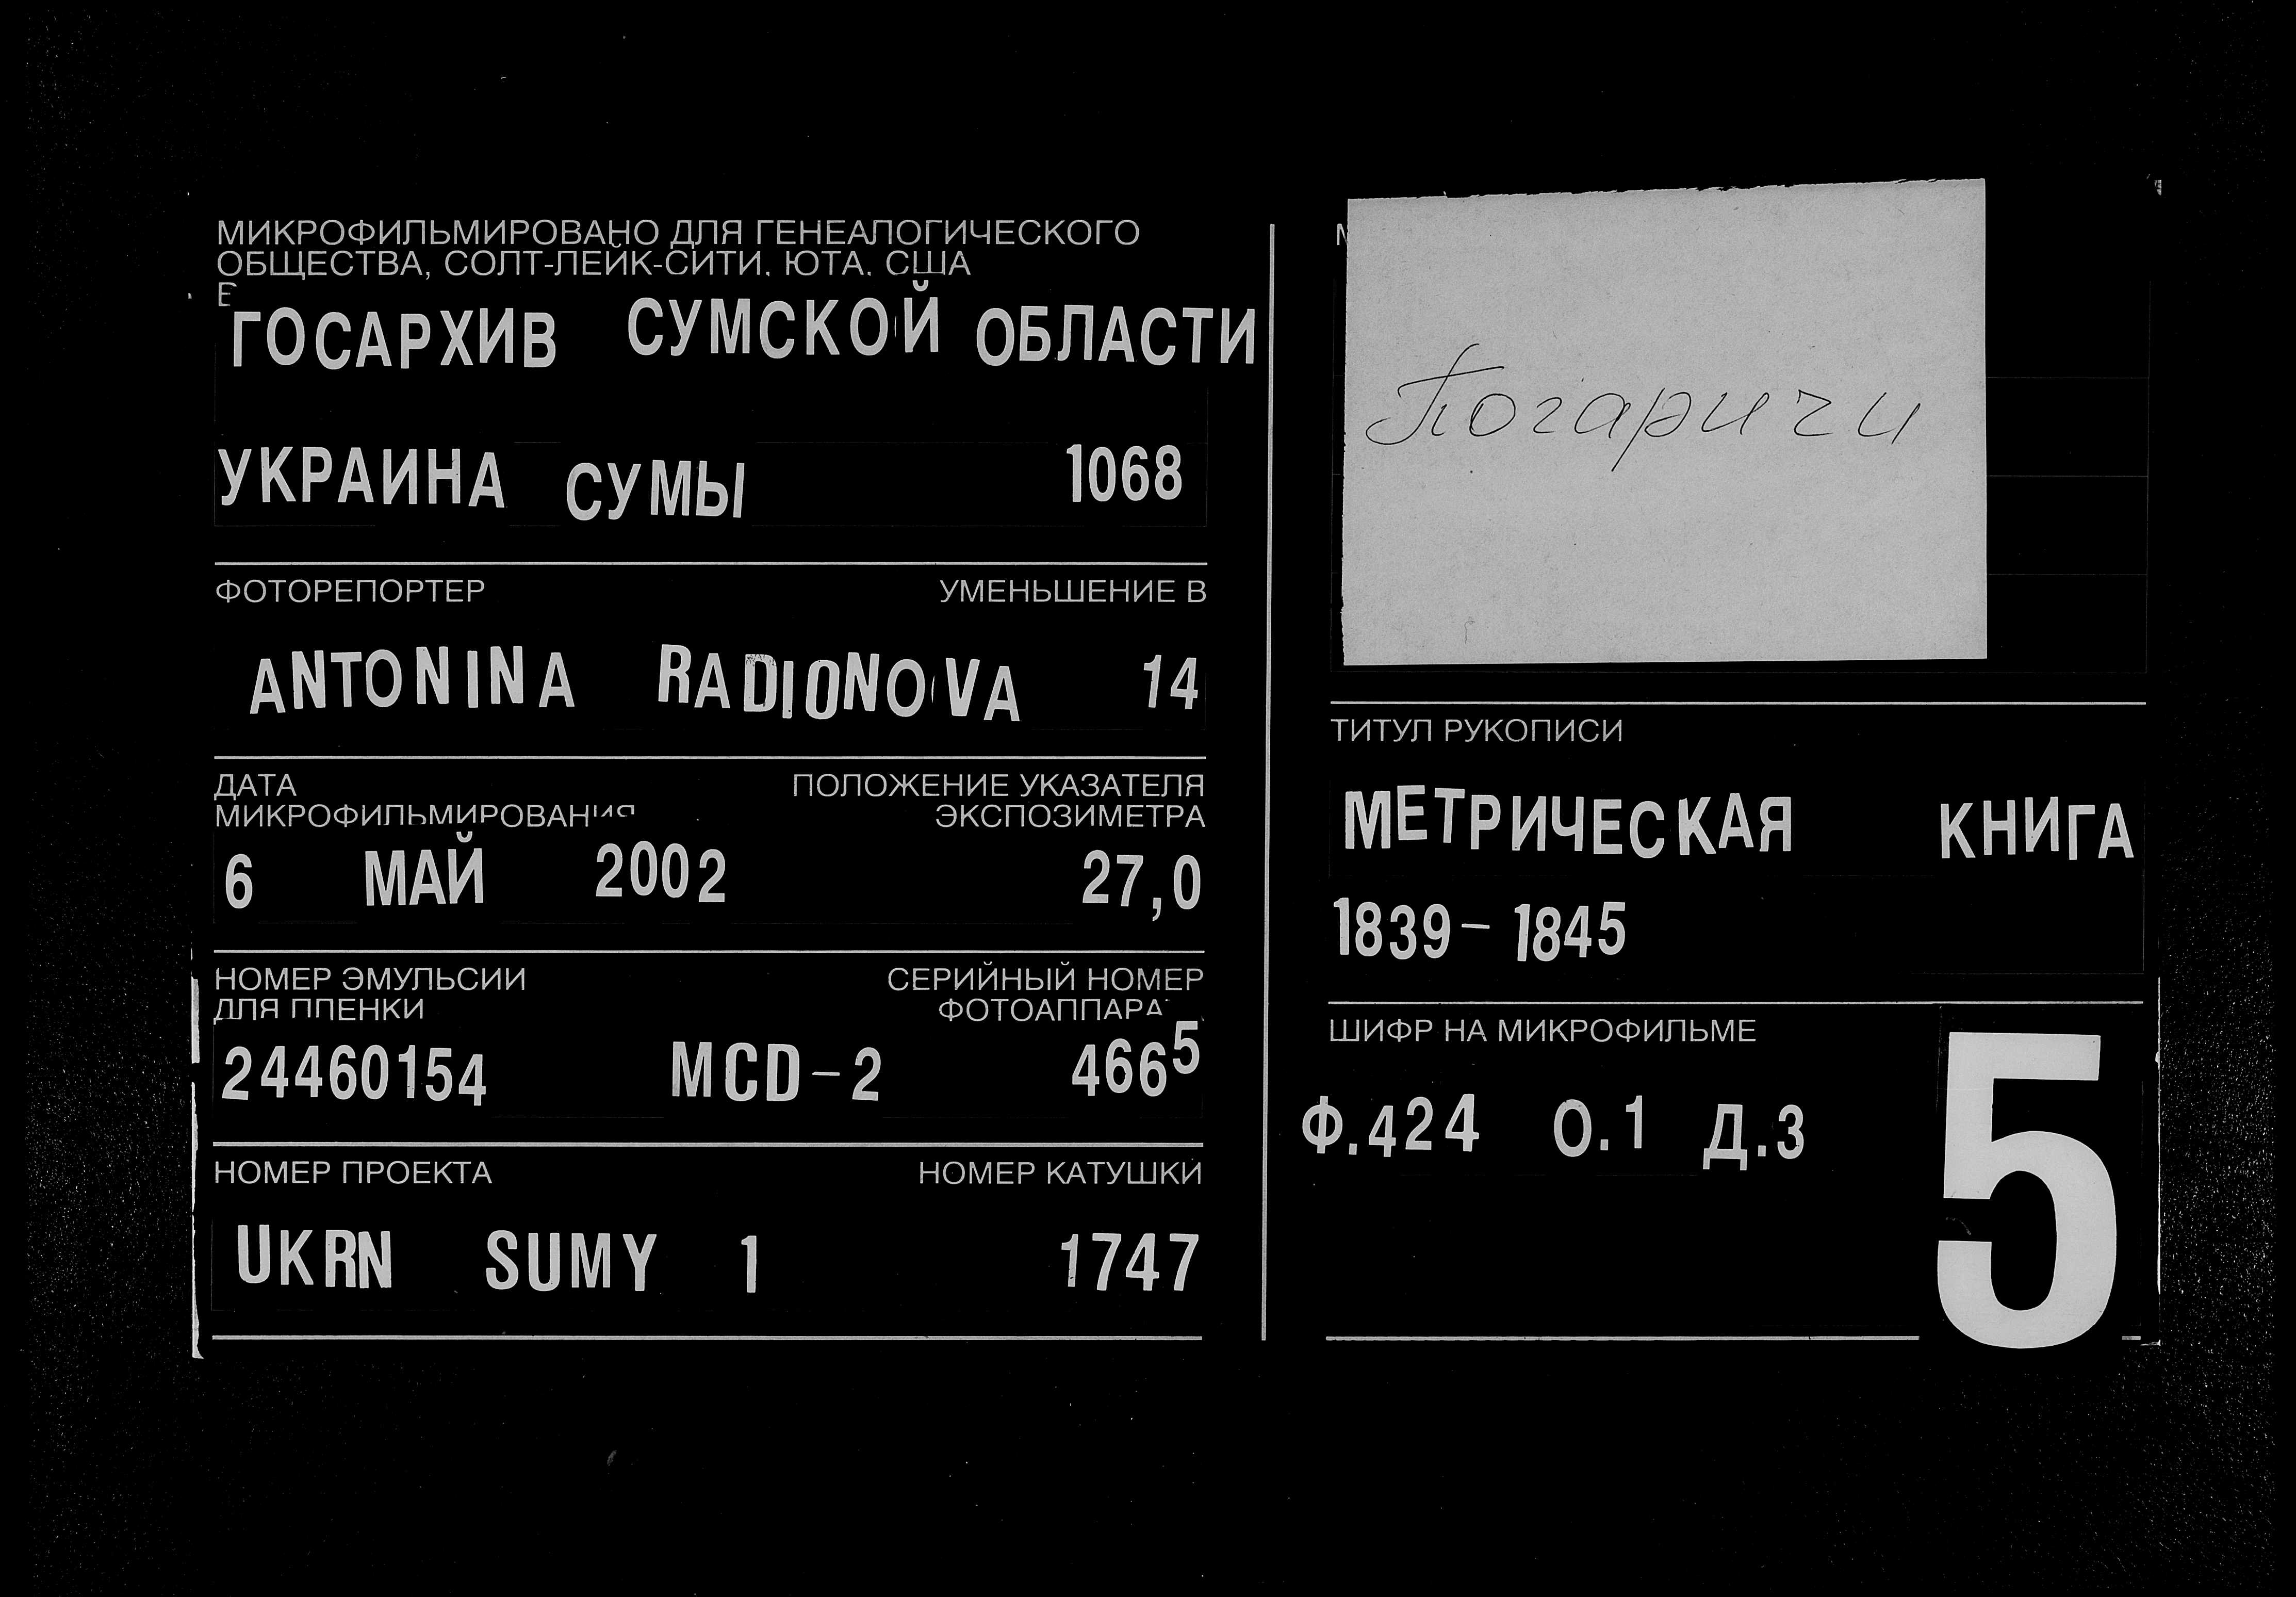 МИКРОФИЛЬМИРОВАНО ДЛЯ ГЕНЕАЛОГИЧЕСКОГО
ОБЩЕСТВА, СОЛТ-ЛЕЙК-СИТИ, ЮТА, США
ГОСАРХИВ СУМСКОЙ ОБЛАСТИ
УКРАИНА СУМЫ 1068
ФОТОРЕПОРТЕР УМЕНЬШЕНИЕ В
ANTONINA RADIONOVA 14
ДАТА ПОЛОЖЕНИЕ УКАЗАТЕЛЯ
МИКРОФИЛЬМИРОВАНИЯ ЭКСПОЗИМЕТРА
6 МАЙ 2002 27,0
НОМЕР ЭМУЛЬСИИ СЕРИЙНЫЙ НОМЕР
ДЛЯ ПЛЕНКИ ФОТОАППАРАТ
24460154 MCD-2 4665
НОМЕР ПРОЕКТА НОМЕР КАТУШКИ
UKRN SUMY 1 1747
Погаричи
ТИТУЛ РУКОПИСИ
МЕТРИЧЕСКАЯ КНИГА
1839-1845
ШИФР НА МИКРОФИЛЬМЕ
Ф.424 О.1 Д.3
5